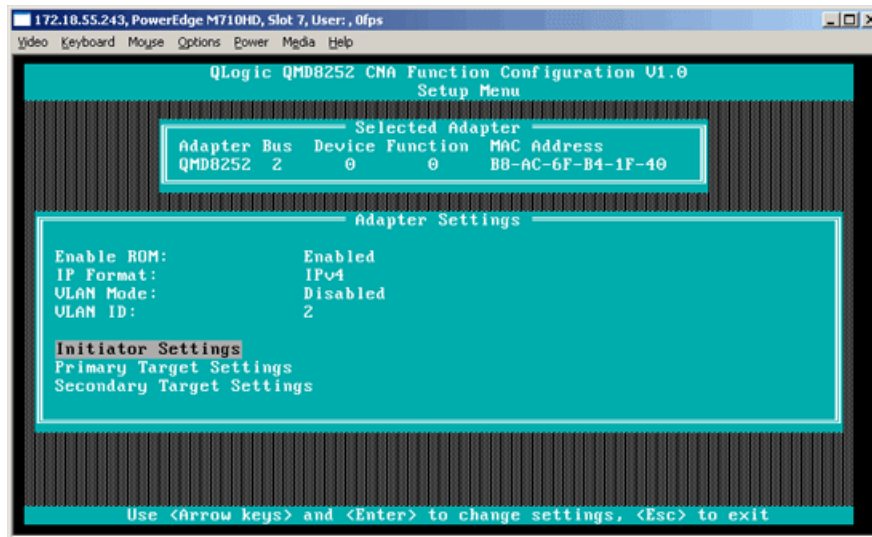 172.18.55.243, PowerEdge M710HD, Slot 7, User: , 0fps
Video Keyboard Mouse Options Power Media Help
QLogic QMD8252 CNA Function Configuration V1.0
Setup Menu
Selected Adapter
Adapter Bus Device Function MAC Address
QMD8252 2 0 0 B8-AC-6F-B4-1F-40
Adapter Settings
Enable ROM: Enabled
IP Format: IPv4
VLAN Mode: Disabled
VLAN ID: 2
Initiator Settings
Primary Target Settings
Secondary Target Settings
Use <Arrow keys> and <Enter> to change settings, <Esc> to exit